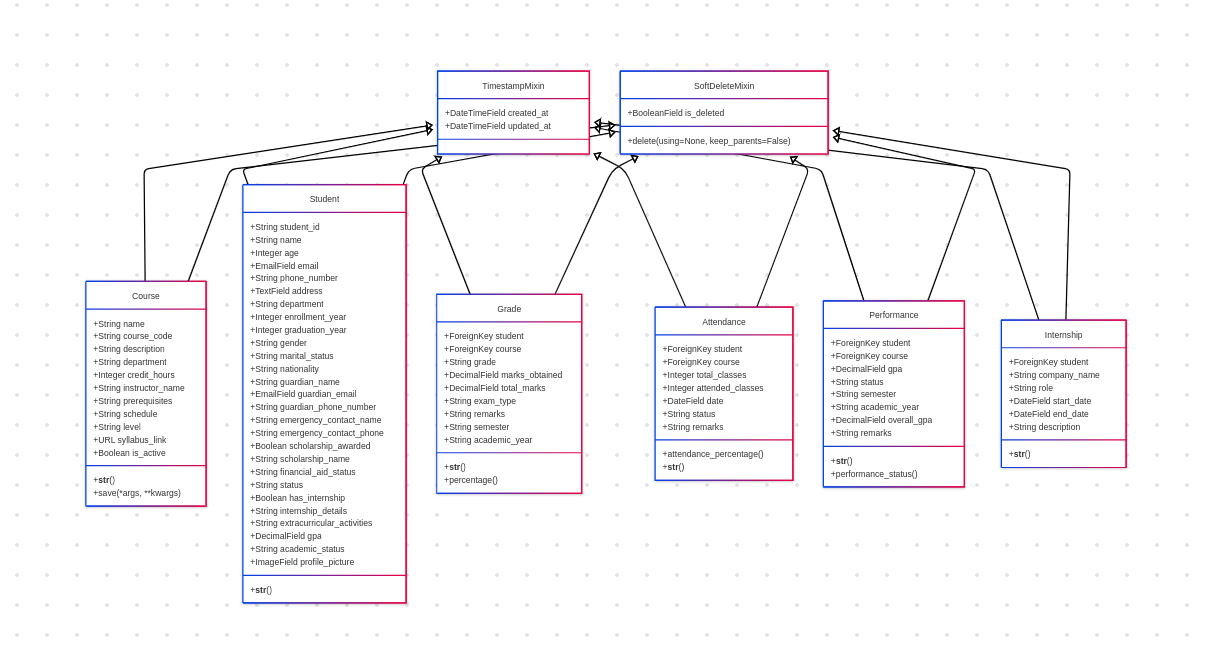 TimestampMixin
+DateTimeField created_at
+DateTimeField updated_at
SoftDeleteMixin
+BooleanField is_deleted
+delete(using=None, keep_parents=False)
Course
+String name
+String course_code
+String description
+String department
+Integer credit_hours
+String instructor_name
+String prerequisites
+String schedule
+String level
+URL syllabus_link
+Boolean is_active
+str()
+save(*args, **kwargs)
Student
+String student_id
+String name
+Integer age
+EmailField email
+String phone_number
+TextField address
+String department
+Integer enrollment_year
+Integer graduation_year
+String gender
+String marital_status
+String nationality
+String guardian_name
+EmailField guardian_email
+String guardian_phone_number
+String emergency_contact_name
+String emergency_contact_phone
+Boolean scholarship_awarded
+String scholarship_name
+String financial_aid_status
+String status
+Boolean has_internship
+String internship_details
+String extracurricular_activities
+DecimalField gpa
+String academic_status
+ImageField profile_picture
+str()
Grade
+ForeignKey student
+ForeignKey course
+String grade
+DecimalField marks_obtained
+DecimalField total_marks
+String exam_type
+String remarks
+String semester
+String academic_year
+str()
+percentage()
Attendance
+ForeignKey student
+ForeignKey course
+Integer total_classes
+Integer attended_classes
+DateField date
+String status
+String remarks
+attendance_percentage()
+str()
Performance
+ForeignKey student
+ForeignKey course
+DecimalField gpa
+String status
+String semester
+String academic_year
+DecimalField overall_gpa
+String remarks
+str()
+performance_status()
Internship
+ForeignKey student
+String company_name
+String role
+DateField start_date
+DateField end_date
+String description
+str()